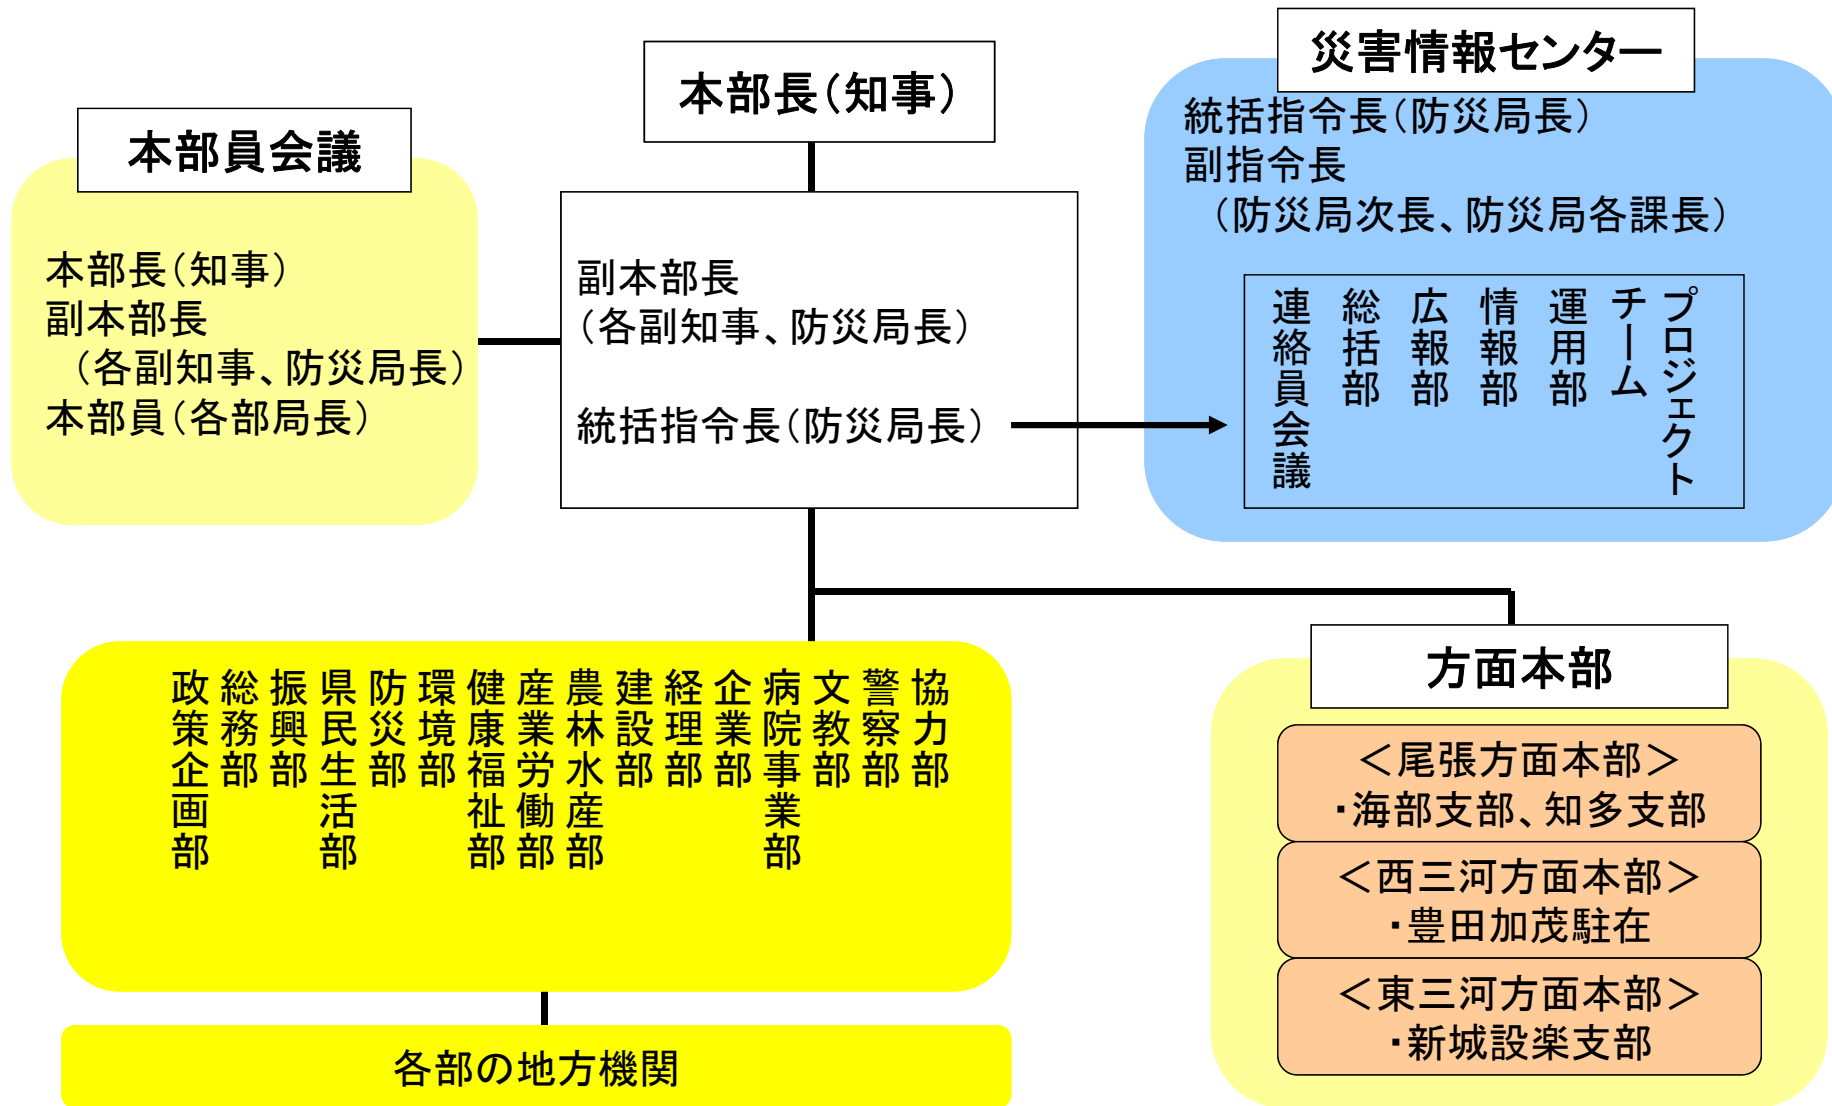 災害情報センター
本部長（知事）
本部員会議
統括指令長（防災局長）
副指令長
（防災局次長、防災局各課長）
連絡員会議
総括部
広報部
情報部
運用部
プロジェクト
チーム
本部長（知事）
副本部長
（各副知事、防災局長）
本部員（各部局長）
副本部長
（各副知事、防災局長）
統括指令長（防災局長）
政策企画部
総務部
振興部
県民生活部
防災部
環境部
健康福祉部
産業労働部
農林水産部
建設部
経理部
企業部
病院事業部
文教部
警察部
協力部
各部の地方機関
方面本部
＜尾張方面本部＞
・海部支部、知多支部
＜西三河方面本部＞
・豊田加茂駐在
＜東三河方面本部＞
・新城設楽支部